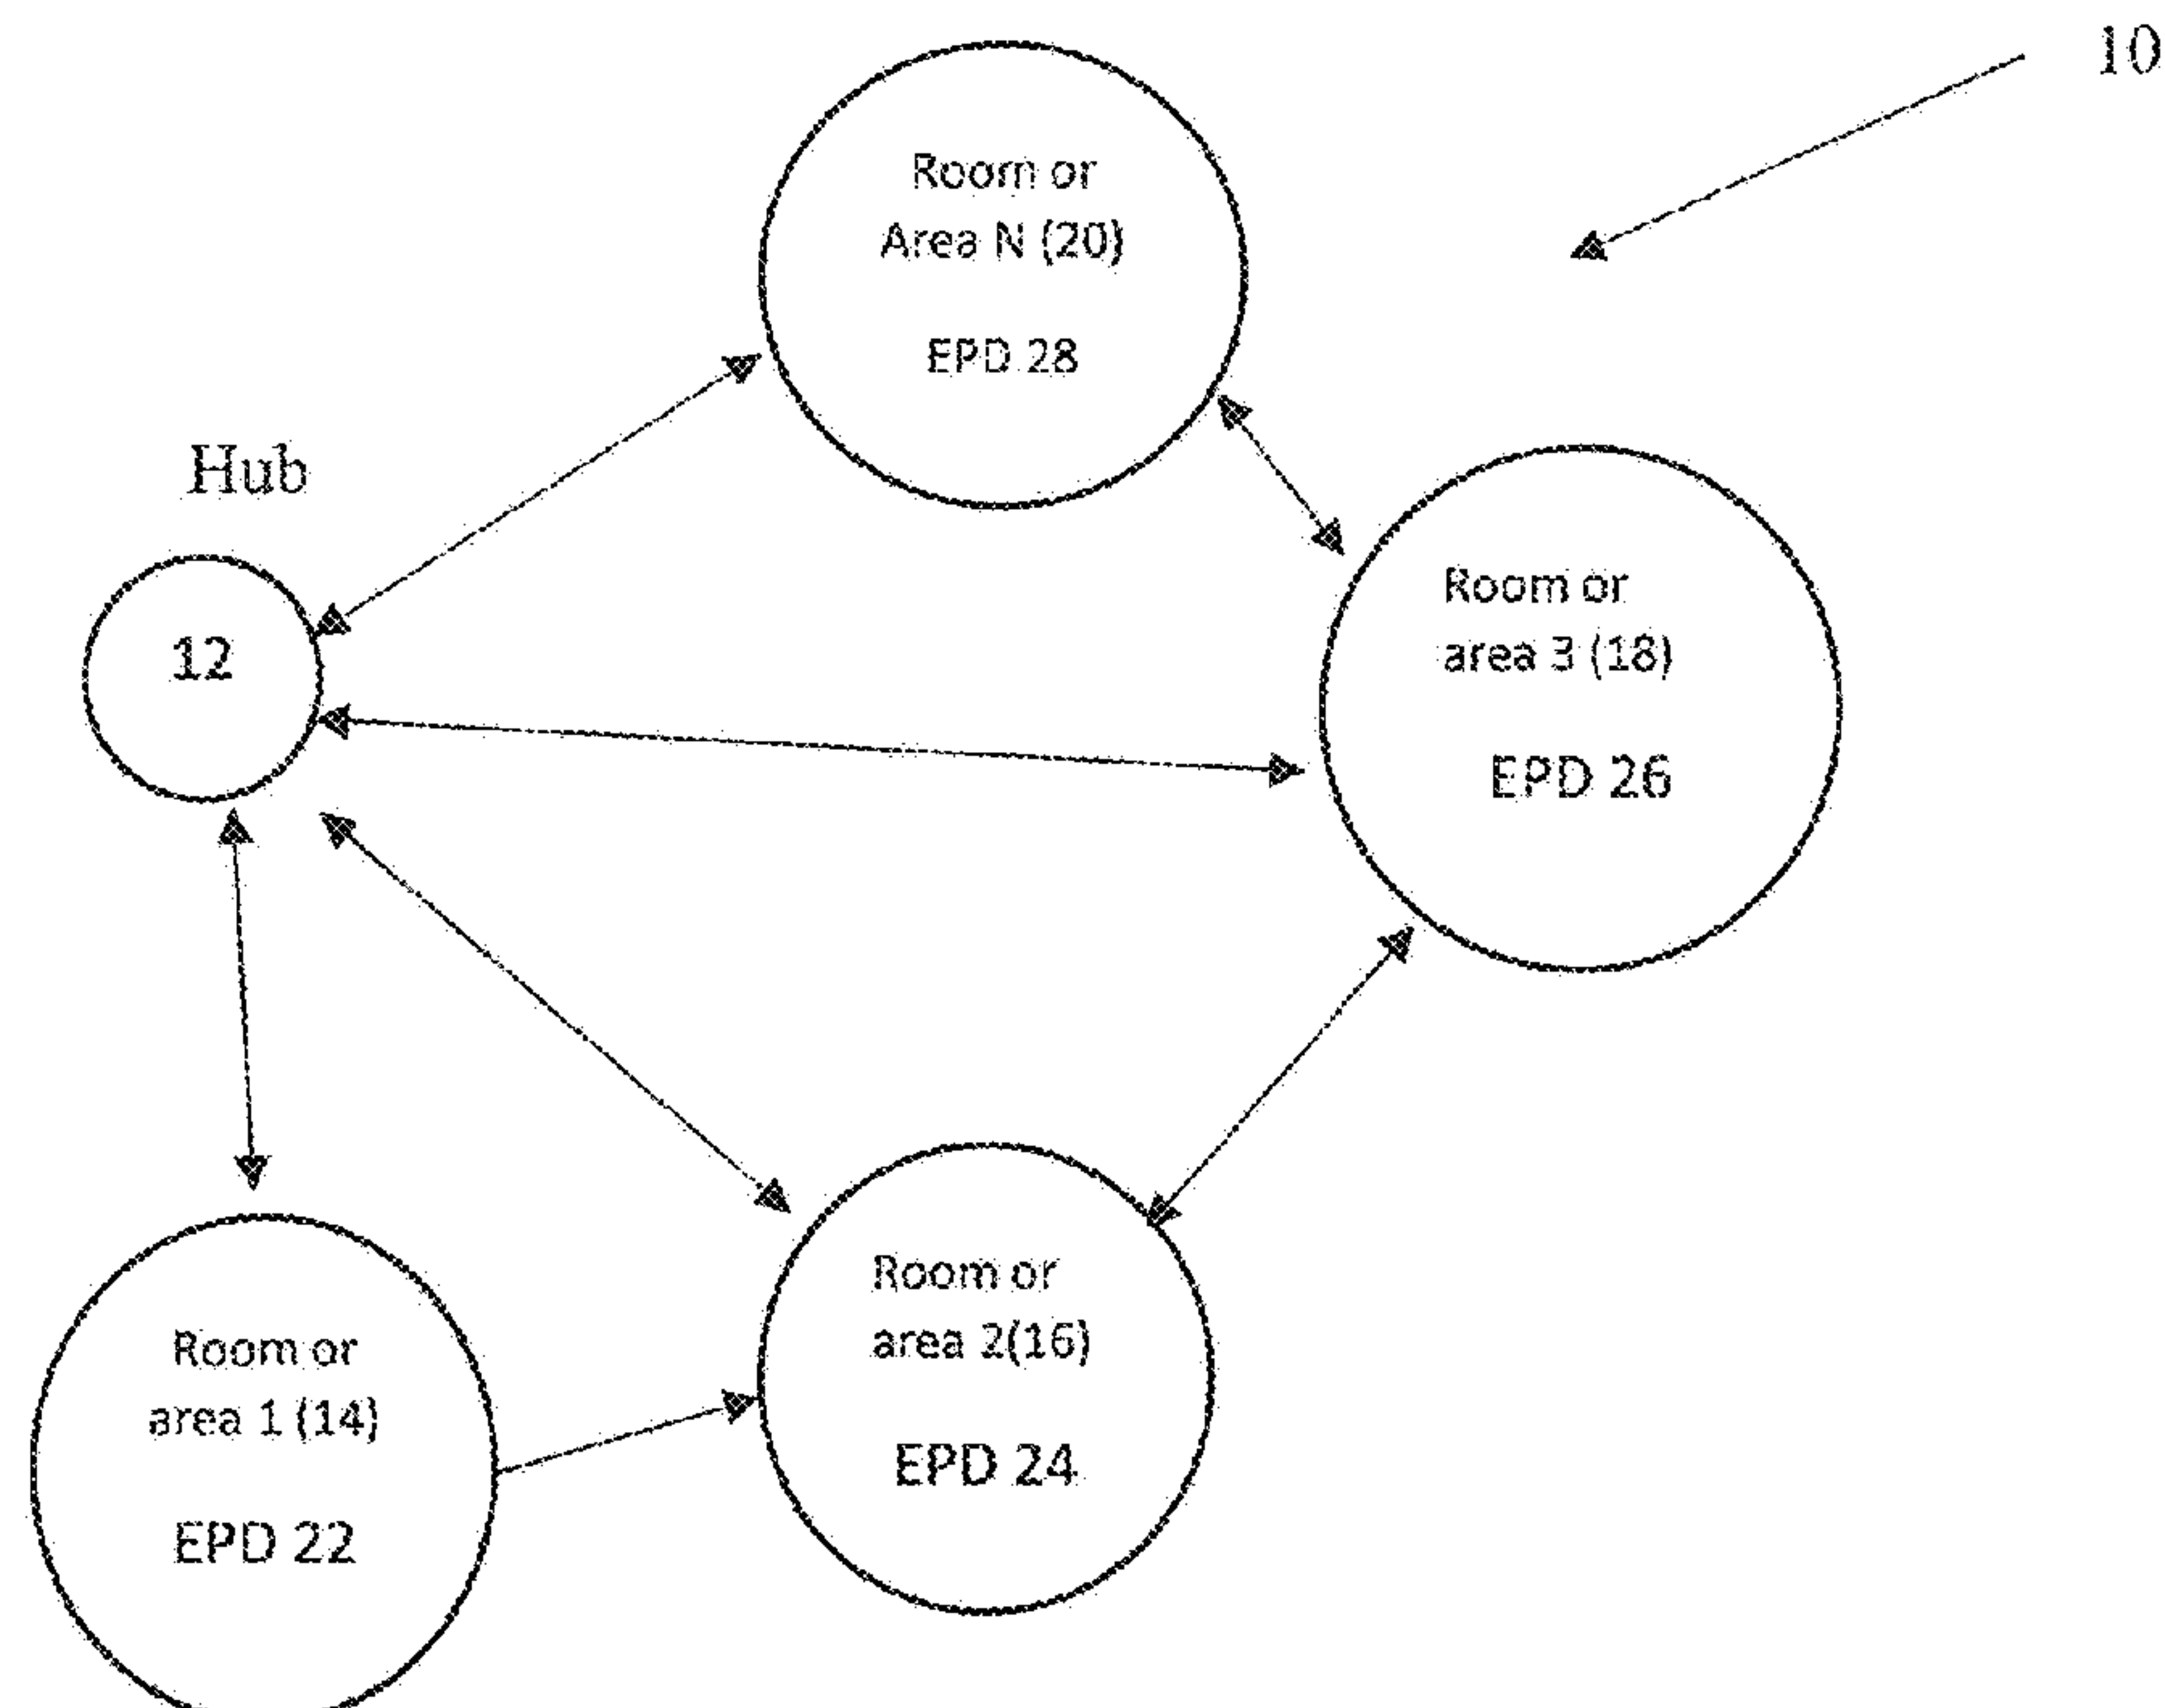 10
Room or
Area N (20)
EPD 28
Hub
12
Room or
area 3 (18)
EPD 26
Room or
area 2(16)
EPD 24
Room or
area 1 (14)
EPD 22